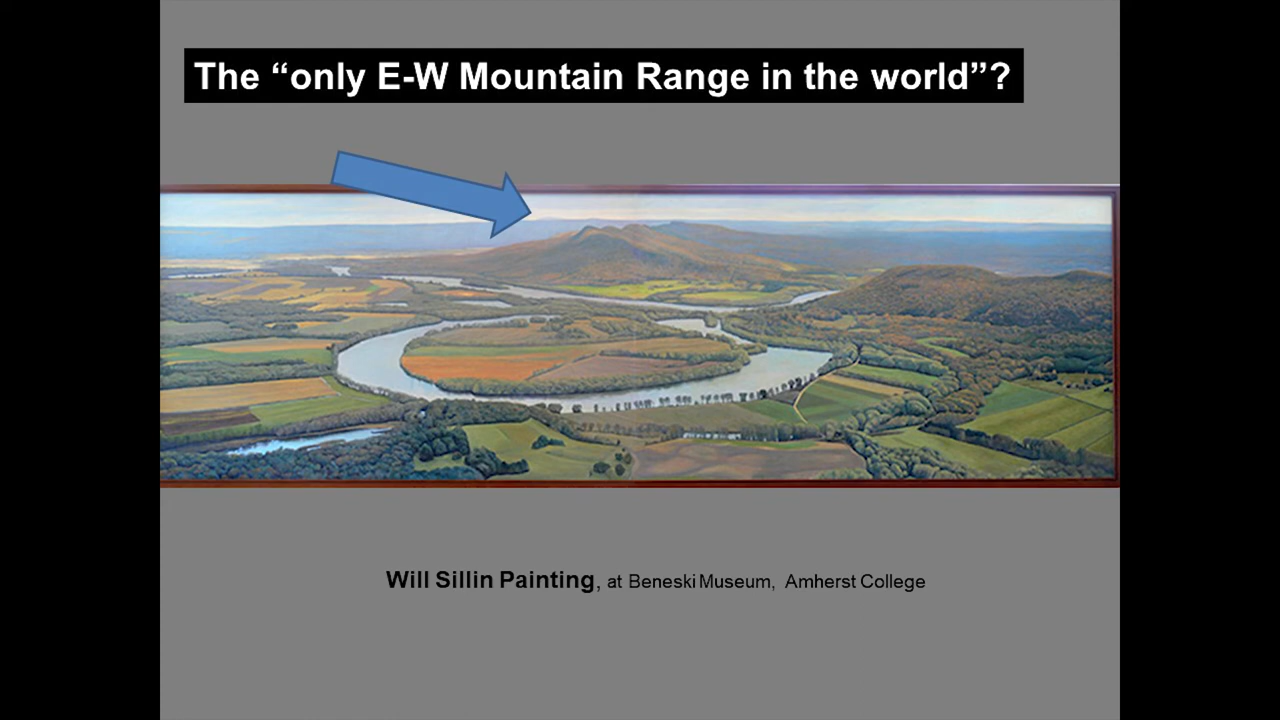 The “only E-W Mountain Range in the world”?
Will Sillin Painting, at Beneski Museum, Amherst College